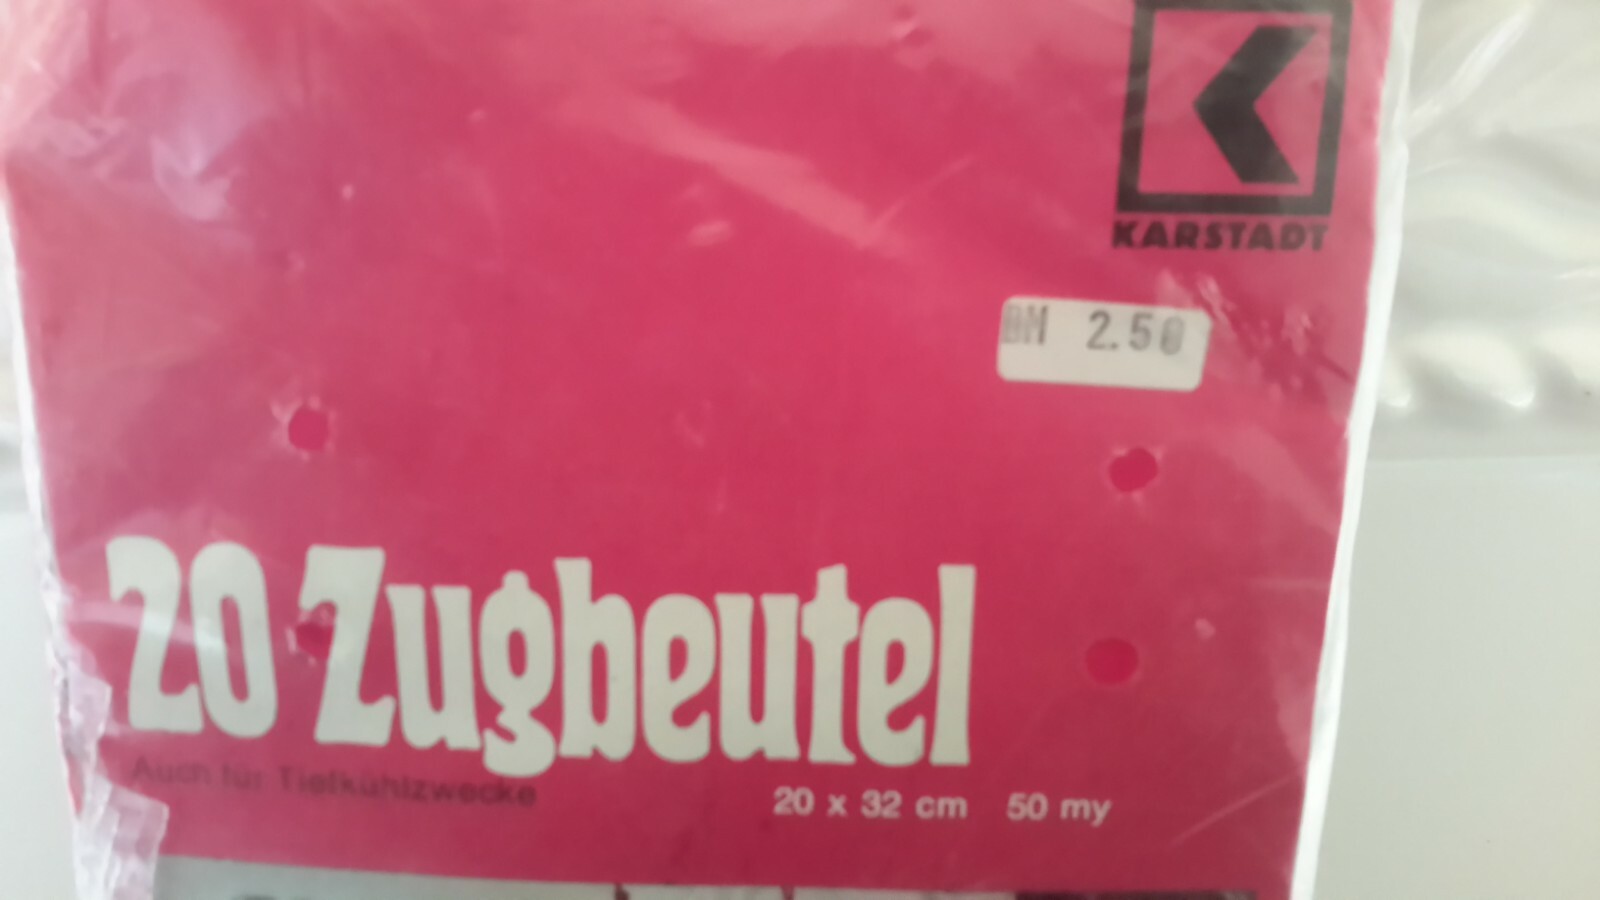 K
KARSTADT
DM 2.50
20 Zugbeutel
Auch für Tiefkühlzwecke
20 x 32 cm 50 my